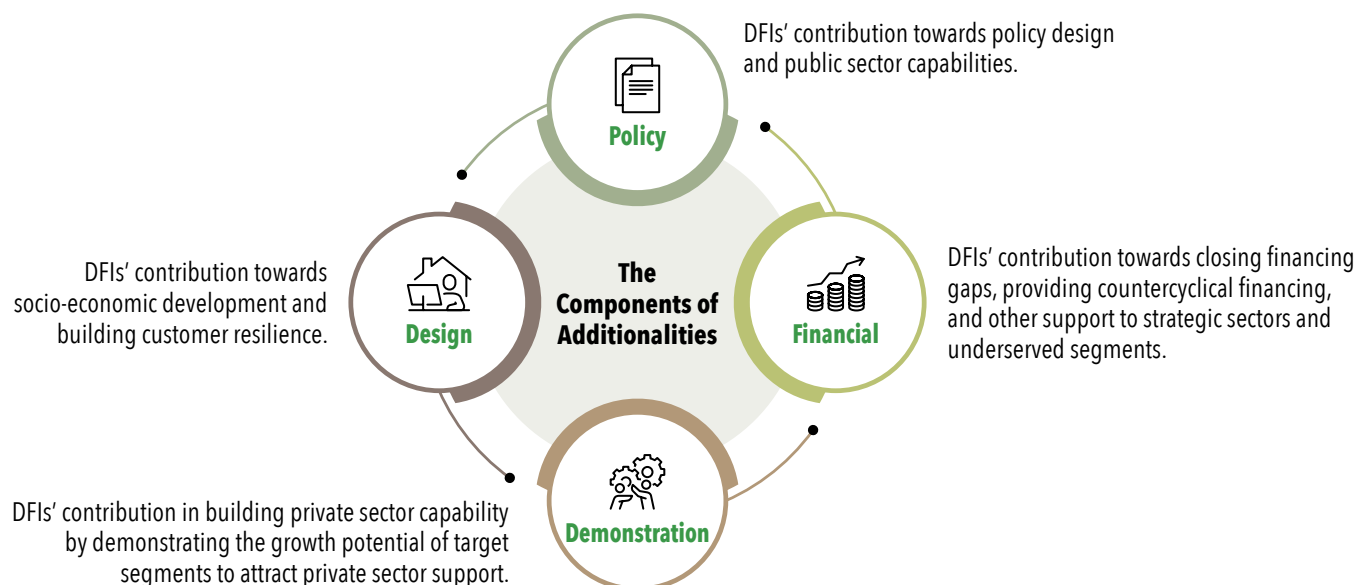 DFIs’ contribution towards policy design
and public sector capabilities.
Policy
DFIs’ contribution towards
socio-economic development and
building customer resilience.
Design
The
Components of
Additionalities
Financial
DFIs’ contribution towards closing financing
gaps, providing countercyclical financing,
and other support to strategic sectors and
underserved segments.
DFIs’ contribution in building private sector capability
by demonstrating the growth potential of target
segments to attract private sector support.
Demonstration